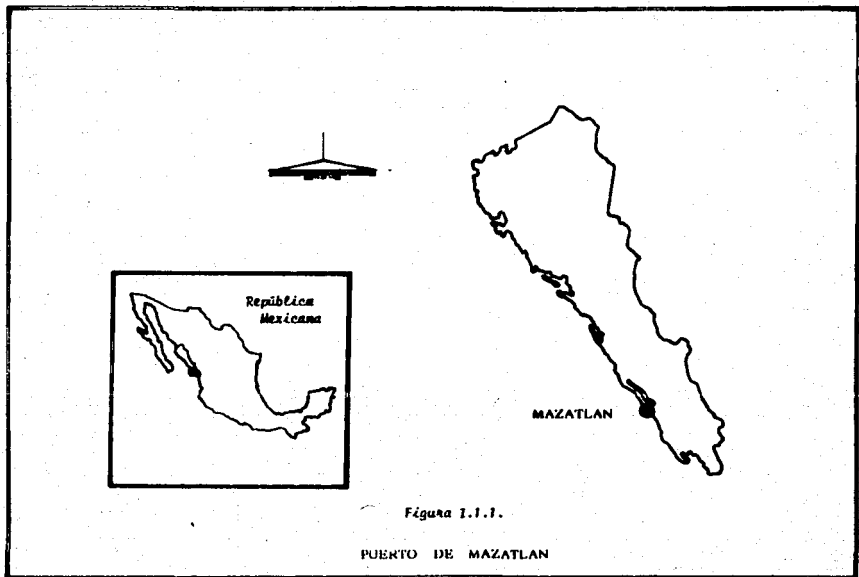 República
Mexicana
MAZATLAN
Figura 1.1.1.
PUERTO DE MAZATLAN